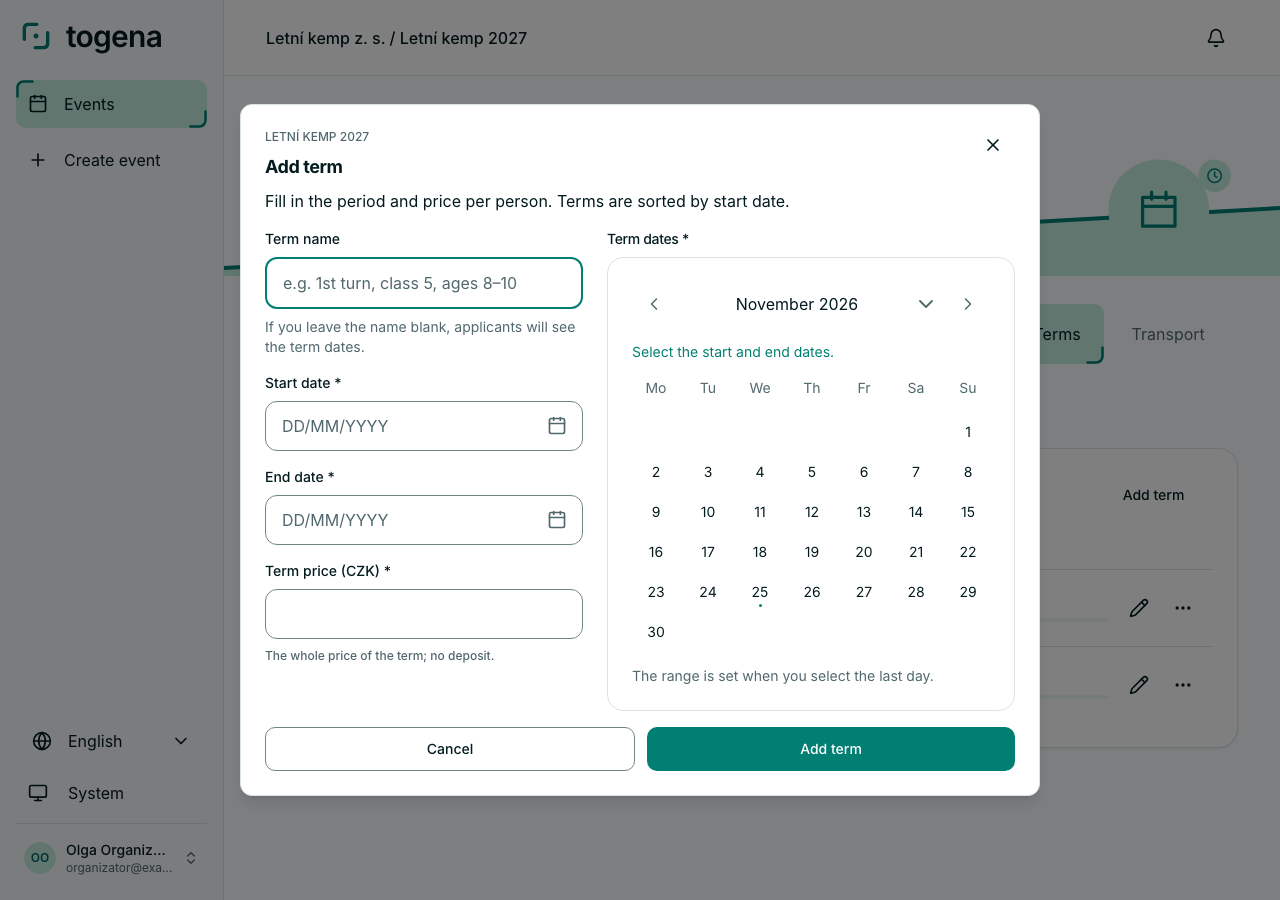 togena
Letní kemp z. s. / Letní kemp 2027
Events
Create event
LETNÍ KEMP 2027
Add term
Fill in the period and price per person. Terms are sorted by start date.
Term name
e.g. 1st turn, class 5, ages 8–10
If you leave the name blank, applicants will see
the term dates.
Start date *
DD/MM/YYYY
End date *
DD/MM/YYYY
Term price (CZK) *
The whole price of the term; no deposit.
Term dates *
November 2026
Select the start and end dates.
Mo Tu We Th Fr Sa Su
1
2 3 4 5 6 7 8
9 10 11 12 13 14 15
16 17 18 19 20 21 22
23 24 25 26 27 28 29
30
The range is set when you select the last day.
Cancel
Add term
Terms
Transport
Add term
English
System
OO
Olga Organiz...
organizator@exa...